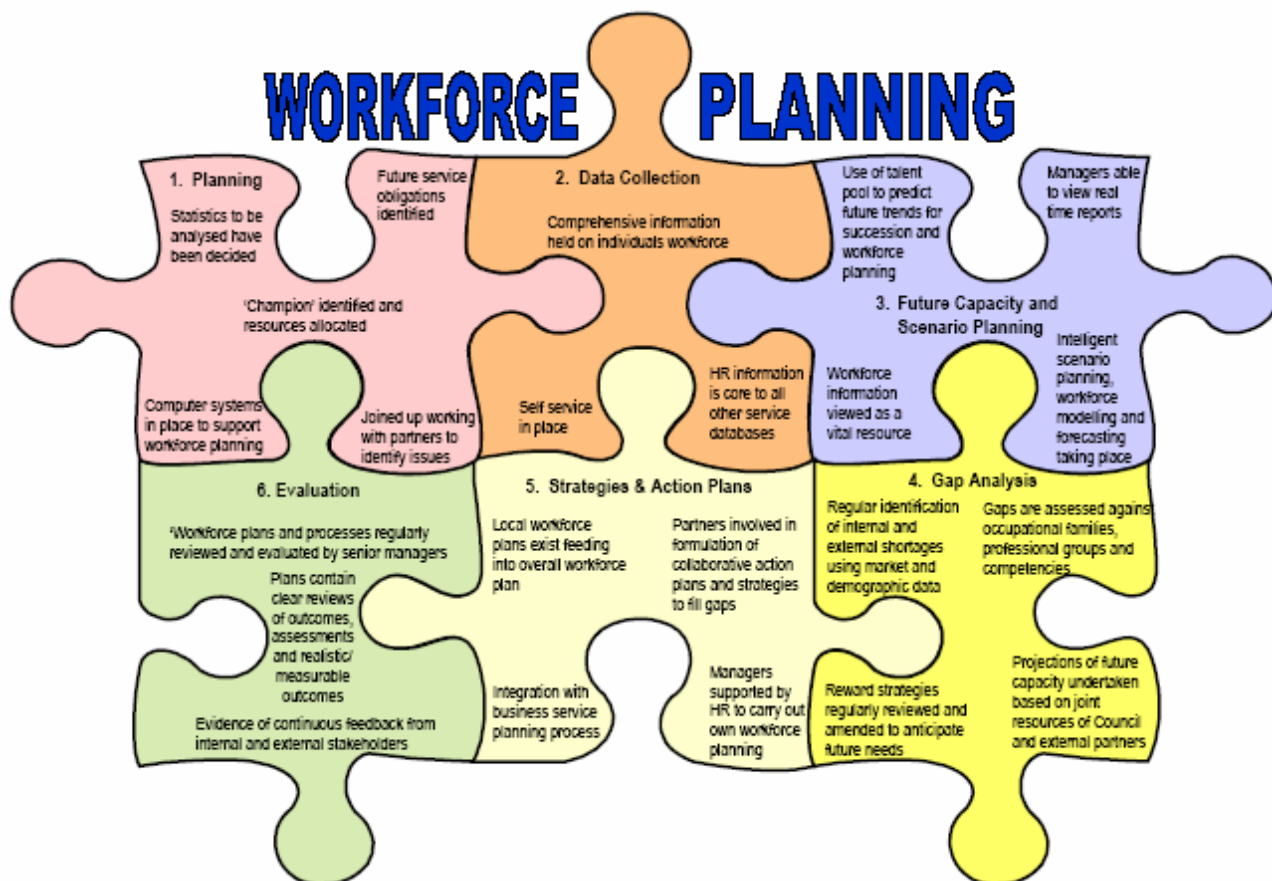 WORKFORCE PLANNING
1. Planning
Statistics to be
analysed have
been decided
Future service
obligations
identified
'Champion' identified and
resources allocated
Computer systems
in place to support
workforce planning
Joined up working
with partners to
identify issues
2. Data Collection
Comprehensive information
held on individuals workforce
Self service
in place
HR information
is core to all
other service
databases
Use of talent
pool to predict
future trends for
succession and
workforce
planning
Managers able
to view real
time reports
3. Future Capacity and
Scenario Planning
Workforce
information
viewed as a
vital resource
Intelligent
scenario
planning,
workforce
modelling and
forecasting
taking place
6. Evaluation
'Workforce plans and processes regularly
reviewed and evaluated by senior managers
Plans contain
clear reviews
of outcomes,
assessments
and realistic/
measurable
outcomes
Evidence of continuous feedback from
internal and external stakeholders
5. Strategies & Action Plans
Local workforce
plans exist feeding
into overall workforce
plan
Partners involved in
formulation of
collaborative action
plans and strategies
to fill gaps
Integration with
business service
planning process
Managers
supported by
HR to carry out
own workforce
planning
4. Gap Analysis
Regular identification
of internal and
external shortages
using market and
demographic data
Gaps are assessed agains
occupational families,
professional groups and
competencies
Reward strategies
regularly reviewed and
amended to anticipate
future needs
Projections of future
capacity undertaken
based on joint
resources of Council
and external partners